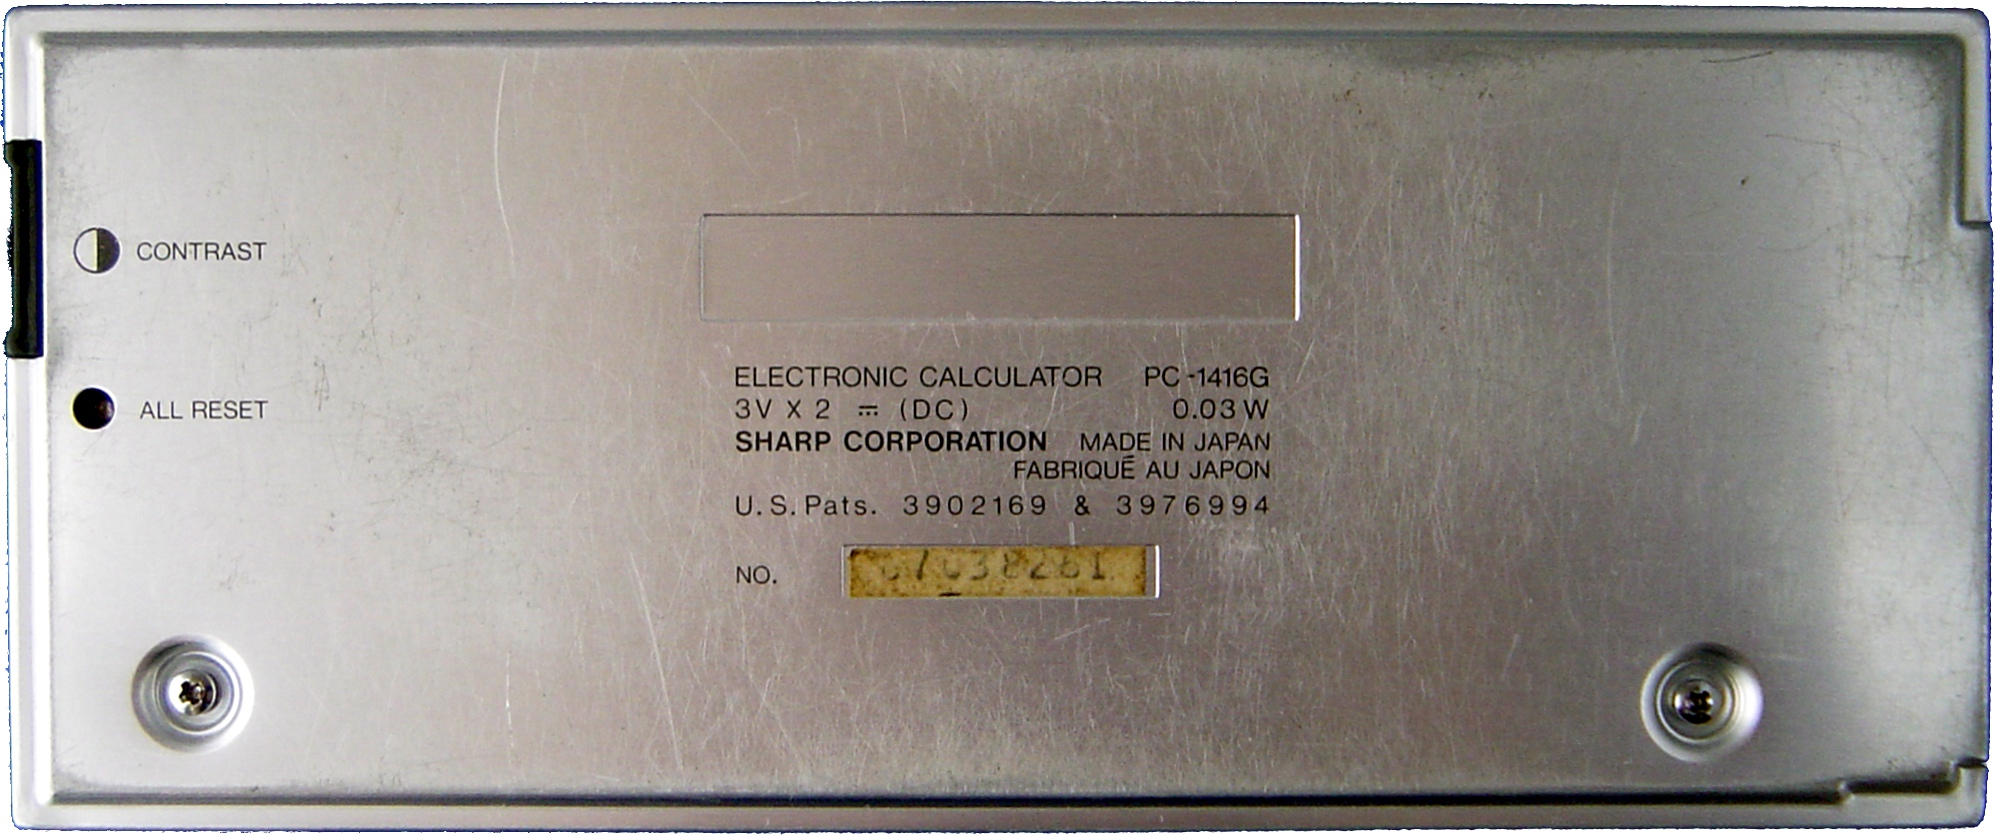 CONTRAST
ALL RESET
ELECTRONIC CALCULATOR PC-1416G
3V X 2 ⎓ (DC) 0.03W
SHARP CORPORATION MADE IN JAPAN
FABRIQUÉ AU JAPON
U.S.Pats. 3902169 & 3976994
NO.